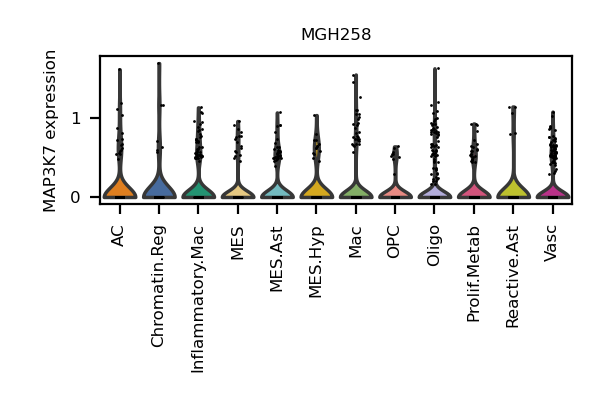 MGH258
MAP3K7 expression
1
0
AC
Chromatin.Reg
Inflammatory.Mac
MES
MES.Ast
MES.Hyp
Mac
OPC
Oligo
Prolif.Metab
Reactive.Ast
Vasc